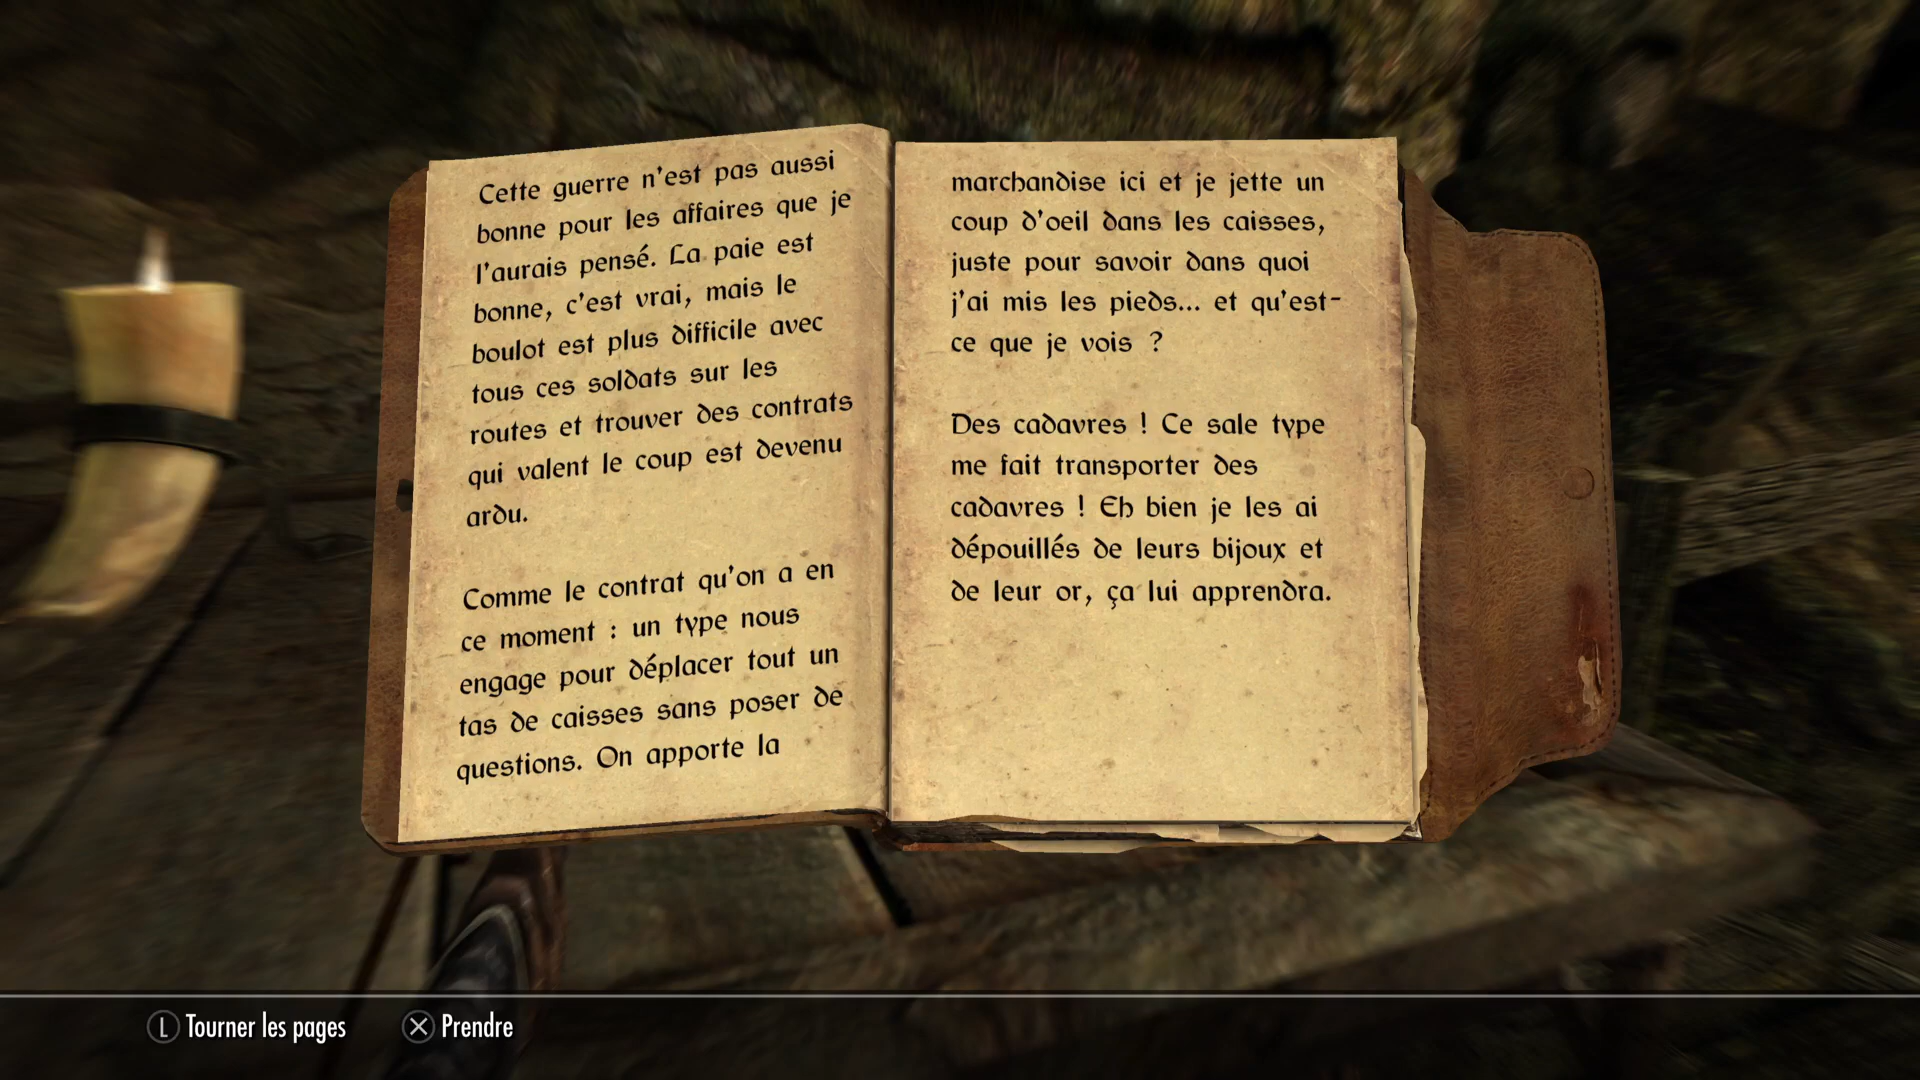 Cette guerre n'est pas aussi
bonne pour les affaires que je
l'aurais pensé. La paie est
bonne, c'est vrai, mais le
boulot est plus difficile avec
tous ces soldats sur les
routes et trouver des contrats
qui valent le coup est devenu
ardu.
Comme le contrat qu'on a en
ce moment : un type nous
engage pour déplacer tout un
tas de caisses sans poser de
questions. On apporte la
marchandise ici et je jette un
coup d'oeil dans les caisses,
juste pour savoir dans quoi
j'ai mis les pieds... et qu'est-
ce que je vois ?
Des cadavres ! Ce sale type
me fait transporter des
cadavres ! Eh bien je les ai
dépouillés de leurs bijoux et
de leur or, ça lui apprendra.
L Tourner les pages
Prendre